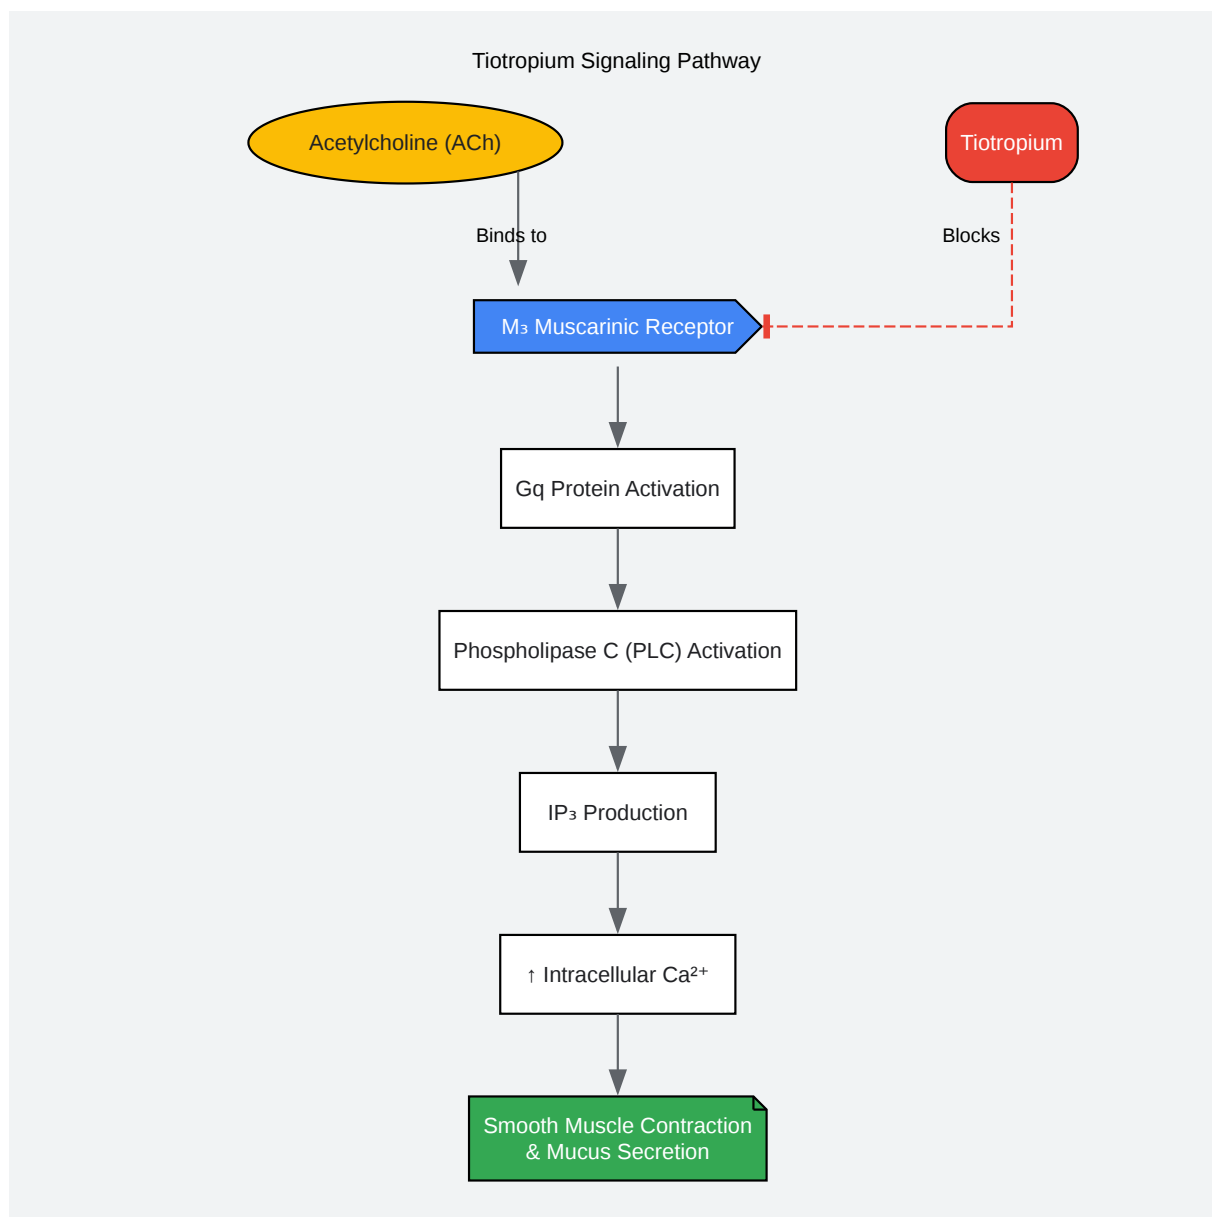 Tiotropium Signaling Pathway
Acetylcholine (ACh)
Tiotropium
Binds to
Blocks
M₃ Muscarinic Receptor
Gq Protein Activation
Phospholipase C (PLC) Activation
IP₃ Production
↑ Intracellular Ca²⁺
Smooth Muscle Contraction
& Mucus Secretion